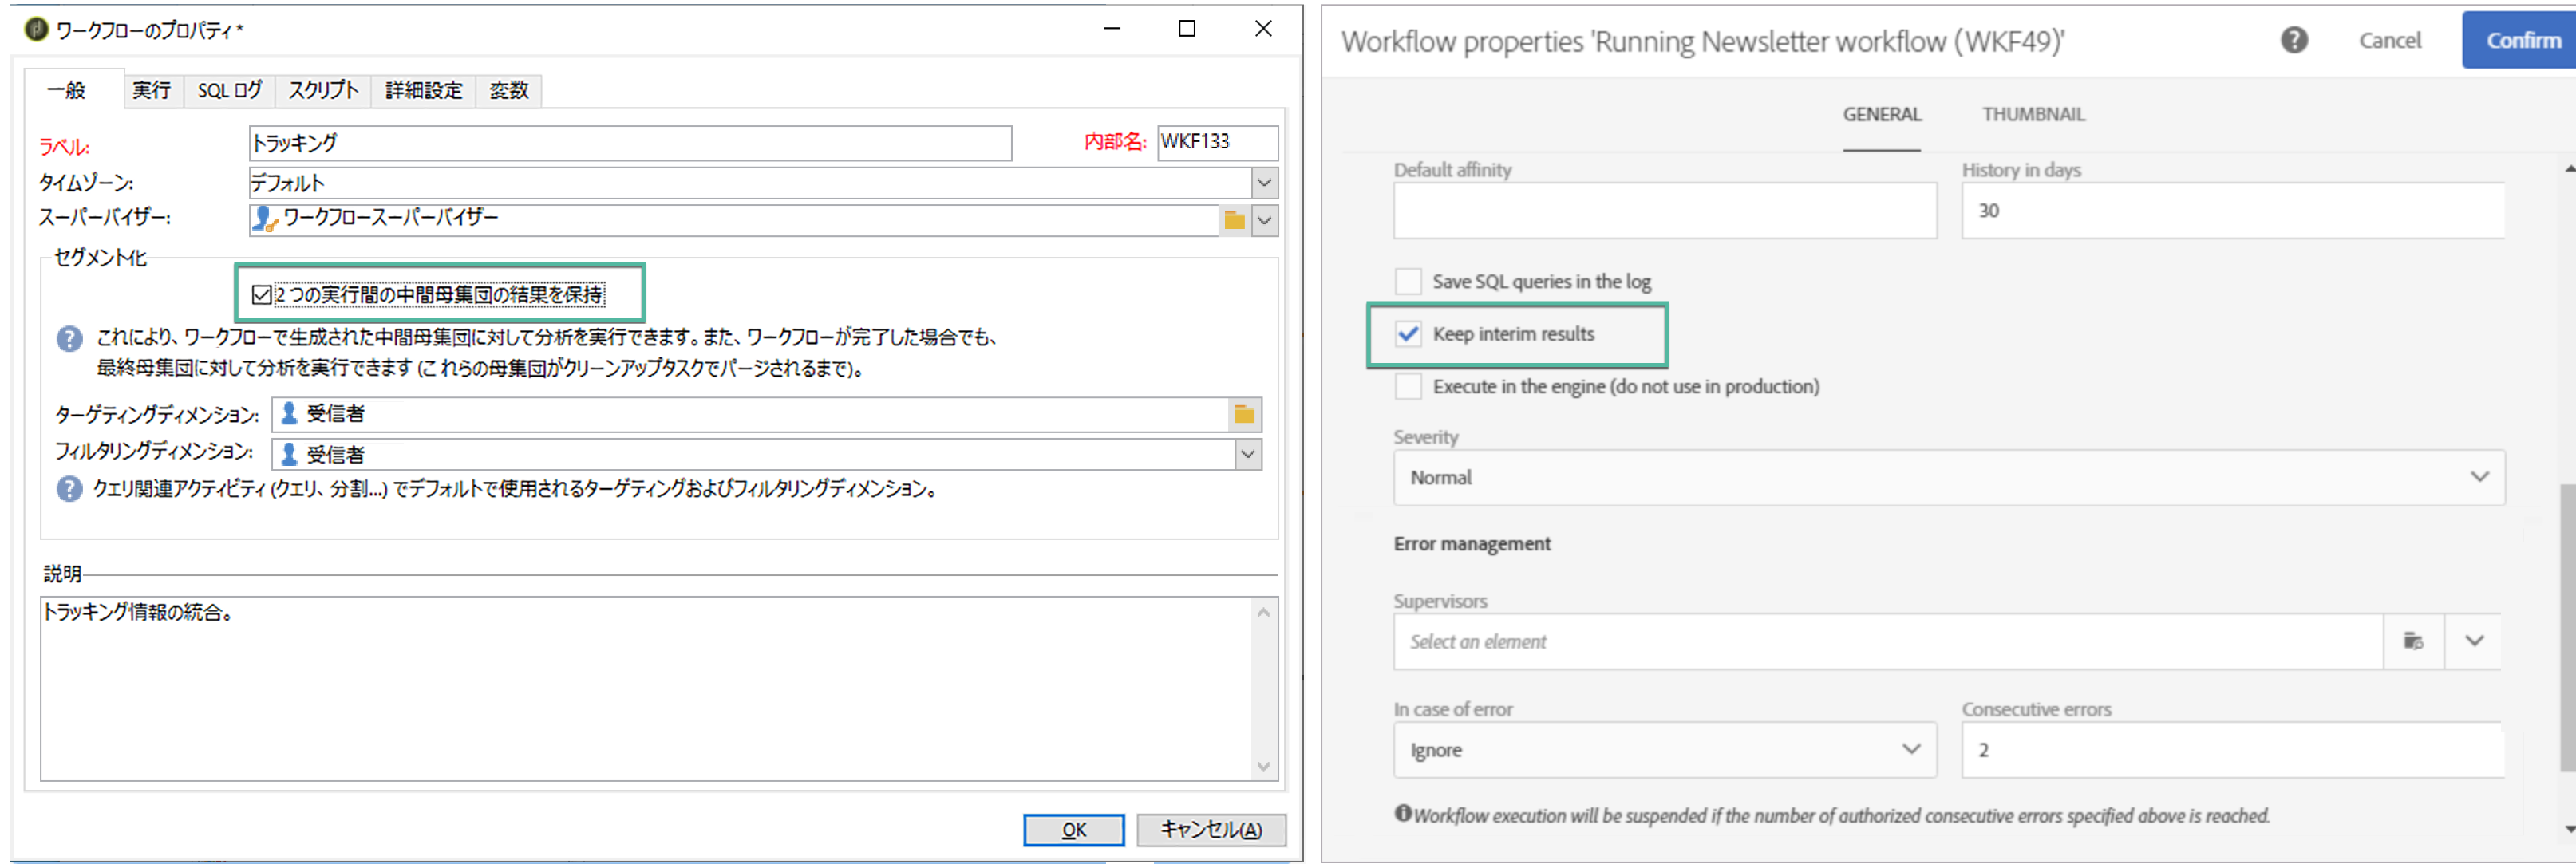 ワークフローのプロパティ *
一般 実行 SQL ログ スクリプト 詳細設定 変数
ラベル: トラッキング 内部名: WKF133
タイムゾーン: デフォルト
スーパーバイザー: ワークフロースーパーバイザー
セグメント化
2 つの実行間の中間母集団の結果を保持
これにより、ワークフローで生成された中間母集団に対して分析を実行できます。また、ワークフローが完了した場合でも、
最終母集団に対して分析を実行できます (これらの母集団がクリーンアップタスクでパージされるまで)。
ターゲティングディメンション: 受信者
フィルタリングディメンション: 受信者
クエリ関連アクティビティ (クエリ、分割...) でデフォルトで使用されるターゲティングおよびフィルタリングディメンション。
説明
トラッキング情報の統合。
OK キャンセル(A)
Workflow properties 'Running Newsletter workflow (WKF49)' Cancel Confirm
GENERAL THUMBNAIL
Default affinity History in days
30
Save SQL queries in the log
Keep interim results
Execute in the engine (do not use in production)
Severity
Normal
Error management
Supervisors
Select an element
In case of error Consecutive errors
Ignore 2
Workflow execution will be suspended if the number of authorized consecutive errors specified above is reached.